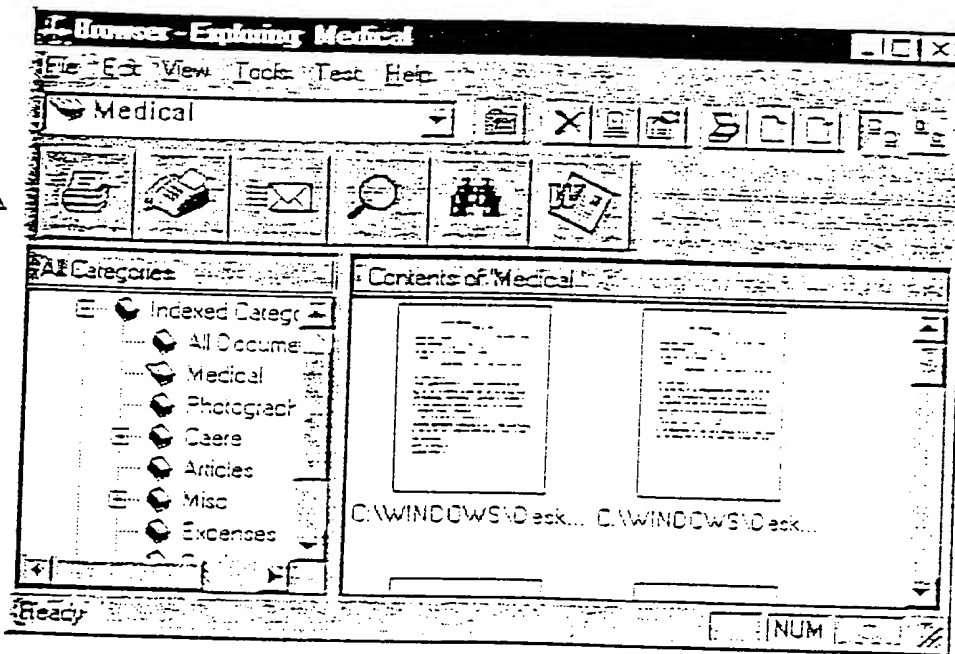 Browser - Exploring Medical
File Edit View Tools Test Help
Medical
W
All Categories
Contents of 'Medical'
Indexed Catego
All Docume
Medical
Photograph
Caere
Articles
Misc
Expenses
C:\WINDOWS\Desk... C:\WINDOWS\Desk...
Ready
NUM